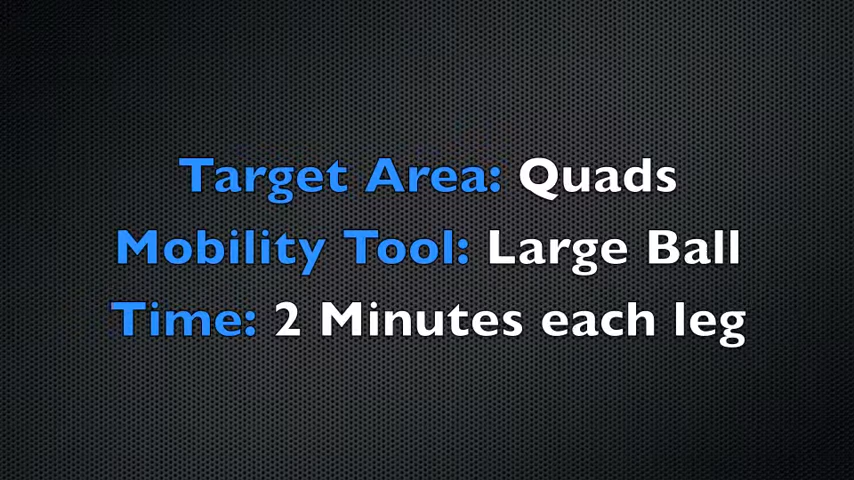 Target Area: Quads
Mobility Tool: Large Ball
Time: 2 Minutes each leg